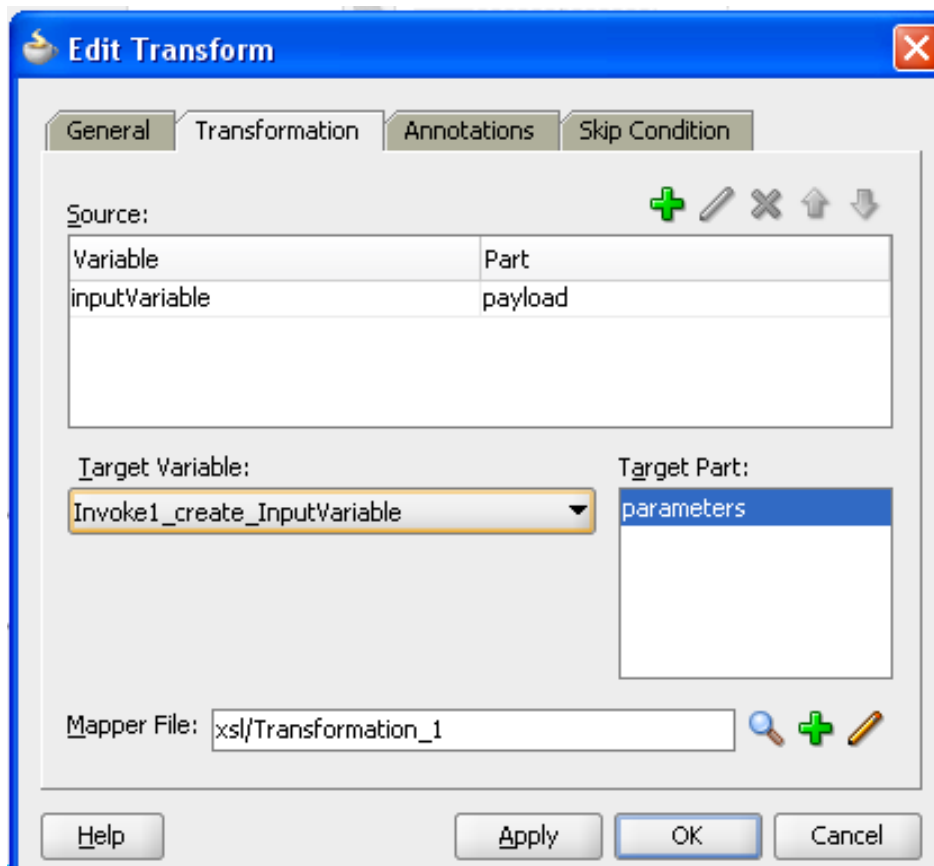 Edit Transform
General Transformation Annotations Skip Condition
Source:
Variable Part
inputVariable payload
Target Variable: Target Part:
Invoke1_create_InputVariable parameters
Mapper File: xsl/Transformation_1
Help Apply OK Cancel